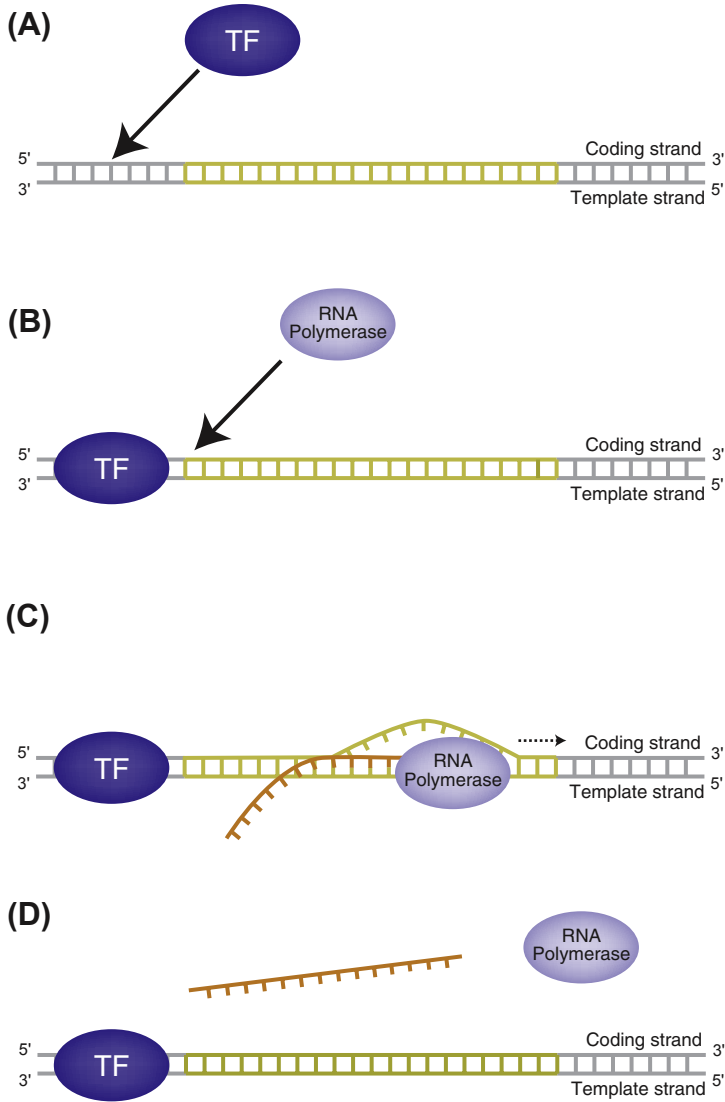 (A)
TF
5' Coding strand 3'
3' Template strand 5'
(B)
RNA
Polymerase
5' TF Coding strand 3'
3' Template strand 5'
(C)
5' TF RNA Coding strand 3'
3' Polymerase Template strand 5'
(D)
RNA
Polymerase
5' TF Coding strand 3'
3' Template strand 5'